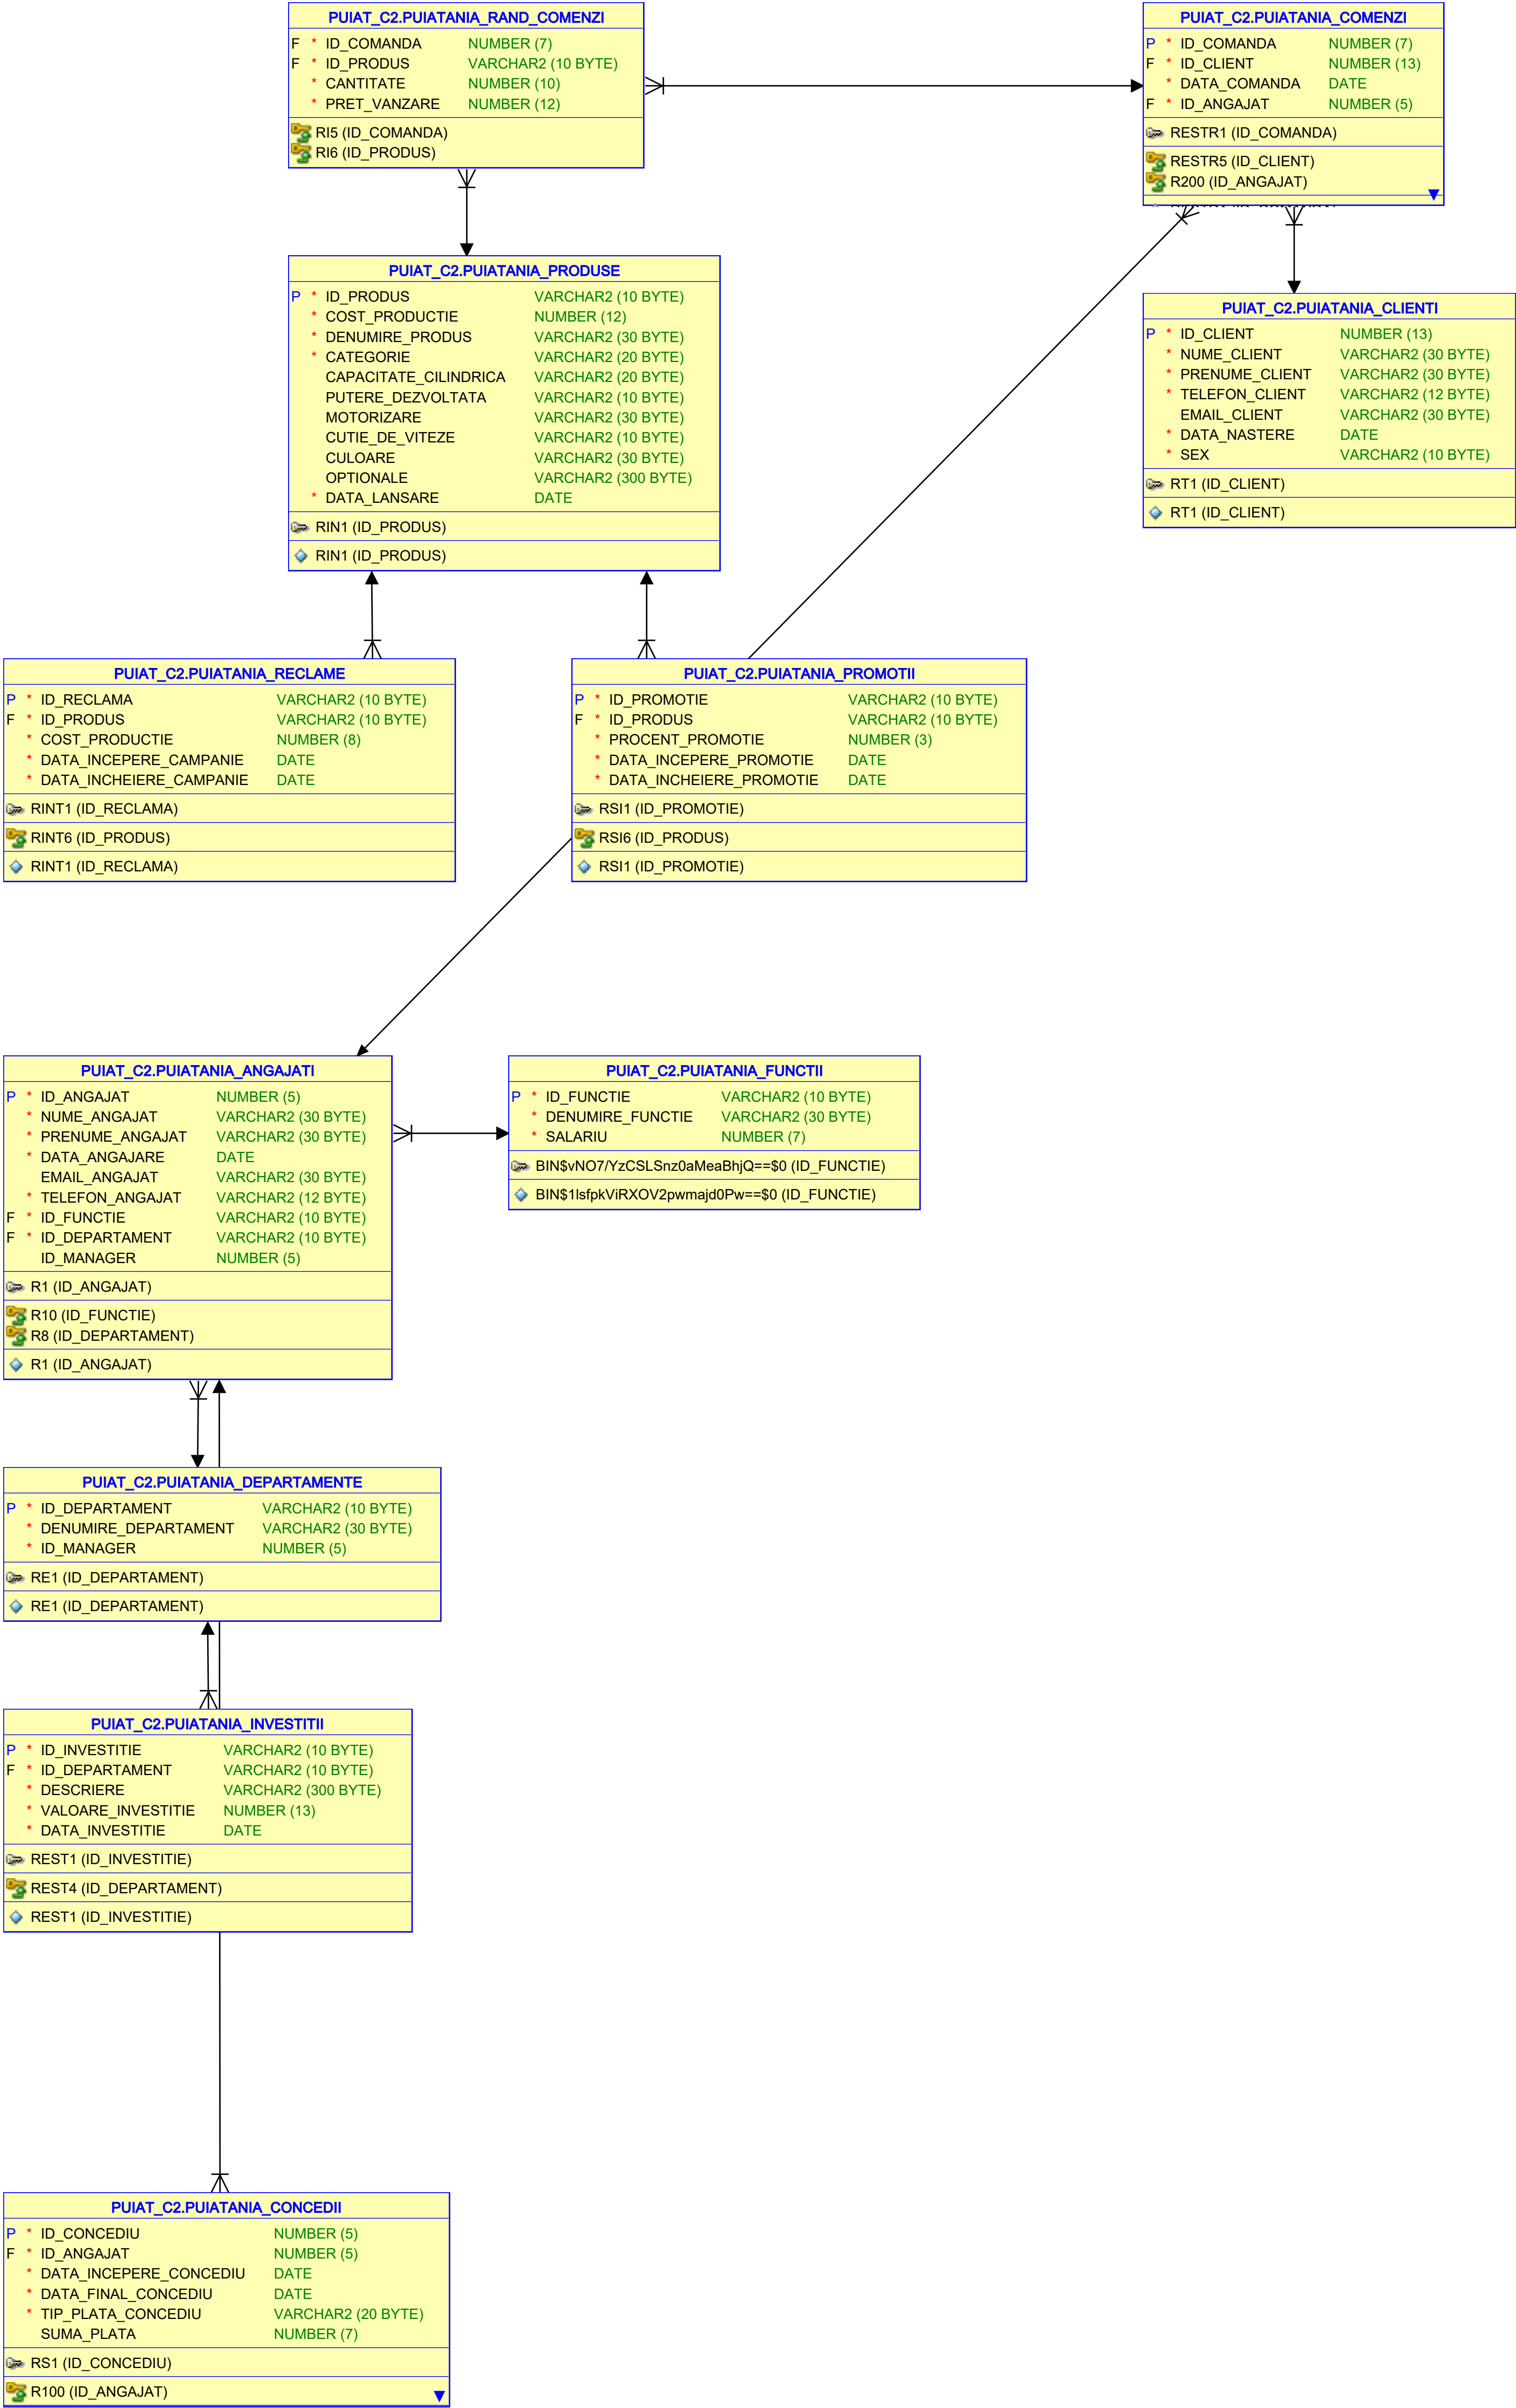 PUIAT_C2.PUIATANIA_RAND_COMENZI
F * ID_COMANDA NUMBER (7)
F * ID_PRODUS VARCHAR2 (10 BYTE)
* CANTITATE NUMBER (10)
* PRET_VANZARE NUMBER (12)
RI5 (ID_COMANDA)
RI6 (ID_PRODUS)
PUIAT_C2.PUIATANIA_COMENZI
P * ID_COMANDA NUMBER (7)
F * ID_CLIENT NUMBER (13)
* DATA_COMANDA DATE
F * ID_ANGAJAT NUMBER (5)
RESTR1 (ID_COMANDA)
RESTR5 (ID_CLIENT)
R200 (ID_ANGAJAT)
PUIAT_C2.PUIATANIA_PRODUSE
P * ID_PRODUS VARCHAR2 (10 BYTE)
* COST_PRODUCTIE NUMBER (12)
* DENUMIRE_PRODUS VARCHAR2 (30 BYTE)
* CATEGORIE VARCHAR2 (20 BYTE)
CAPACITATE_CILINDRICA VARCHAR2 (20 BYTE)
PUTERE_DEZVOLTATA VARCHAR2 (10 BYTE)
MOTORIZARE VARCHAR2 (30 BYTE)
CUTIE_DE_VITEZE VARCHAR2 (10 BYTE)
CULOARE VARCHAR2 (30 BYTE)
OPTIONALE VARCHAR2 (300 BYTE)
* DATA_LANSARE DATE
RIN1 (ID_PRODUS)
RIN1 (ID_PRODUS)
PUIAT_C2.PUIATANIA_CLIENTI
P * ID_CLIENT NUMBER (13)
* NUME_CLIENT VARCHAR2 (30 BYTE)
* PRENUME_CLIENT VARCHAR2 (30 BYTE)
* TELEFON_CLIENT VARCHAR2 (12 BYTE)
EMAIL_CLIENT VARCHAR2 (30 BYTE)
* DATA_NASTERE DATE
* SEX VARCHAR2 (10 BYTE)
RT1 (ID_CLIENT)
RT1 (ID_CLIENT)
PUIAT_C2.PUIATANIA_RECLAME
P * ID_RECLAMA VARCHAR2 (10 BYTE)
F * ID_PRODUS VARCHAR2 (10 BYTE)
* COST_PRODUCTIE NUMBER (8)
* DATA_INCEPERE_CAMPANIE DATE
* DATA_INCHEIERE_CAMPANIE DATE
RINT1 (ID_RECLAMA)
RINT6 (ID_PRODUS)
RINT1 (ID_RECLAMA)
PUIAT_C2.PUIATANIA_PROMOTII
P * ID_PROMOTIE VARCHAR2 (10 BYTE)
F * ID_PRODUS VARCHAR2 (10 BYTE)
* PROCENT_PROMOTIE NUMBER (3)
* DATA_INCEPERE_PROMOTIE DATE
* DATA_INCHEIERE_PROMOTIE DATE
RSI1 (ID_PROMOTIE)
RSI6 (ID_PRODUS)
RSI1 (ID_PROMOTIE)
PUIAT_C2.PUIATANIA_ANGAJATI
P * ID_ANGAJAT NUMBER (5)
* NUME_ANGAJAT VARCHAR2 (30 BYTE)
* PRENUME_ANGAJAT VARCHAR2 (30 BYTE)
* DATA_ANGAJARE DATE
EMAIL_ANGAJAT VARCHAR2 (30 BYTE)
* TELEFON_ANGAJAT VARCHAR2 (12 BYTE)
F * ID_FUNCTIE VARCHAR2 (10 BYTE)
F * ID_DEPARTAMENT VARCHAR2 (10 BYTE)
ID_MANAGER NUMBER (5)
R1 (ID_ANGAJAT)
R10 (ID_FUNCTIE)
R8 (ID_DEPARTAMENT)
R1 (ID_ANGAJAT)
PUIAT_C2.PUIATANIA_FUNCTII
P * ID_FUNCTIE VARCHAR2 (10 BYTE)
* DENUMIRE_FUNCTIE VARCHAR2 (30 BYTE)
* SALARIU NUMBER (7)
BIN$vNO7/YzCSLSnz0aMeaBhjQ==$0 (ID_FUNCTIE)
BIN$1lsfpkViRXOV2pwmajd0Pw==$0 (ID_FUNCTIE)
PUIAT_C2.PUIATANIA_DEPARTAMENTE
P * ID_DEPARTAMENT VARCHAR2 (10 BYTE)
* DENUMIRE_DEPARTAMENT VARCHAR2 (30 BYTE)
* ID_MANAGER NUMBER (5)
RE1 (ID_DEPARTAMENT)
RE1 (ID_DEPARTAMENT)
PUIAT_C2.PUIATANIA_INVESTITII
P * ID_INVESTITIE VARCHAR2 (10 BYTE)
F * ID_DEPARTAMENT VARCHAR2 (10 BYTE)
* DESCRIERE VARCHAR2 (300 BYTE)
* VALOARE_INVESTITIE NUMBER (13)
* DATA_INVESTITIE DATE
REST1 (ID_INVESTITIE)
REST4 (ID_DEPARTAMENT)
REST1 (ID_INVESTITIE)
PUIAT_C2.PUIATANIA_CONCEDII
P * ID_CONCEDIU NUMBER (5)
F * ID_ANGAJAT NUMBER (5)
* DATA_INCEPERE_CONCEDIU DATE
* DATA_FINAL_CONCEDIU DATE
* TIP_PLATA_CONCEDIU VARCHAR2 (20 BYTE)
SUMA_PLATA NUMBER (7)
RS1 (ID_CONCEDIU)
R100 (ID_ANGAJAT)